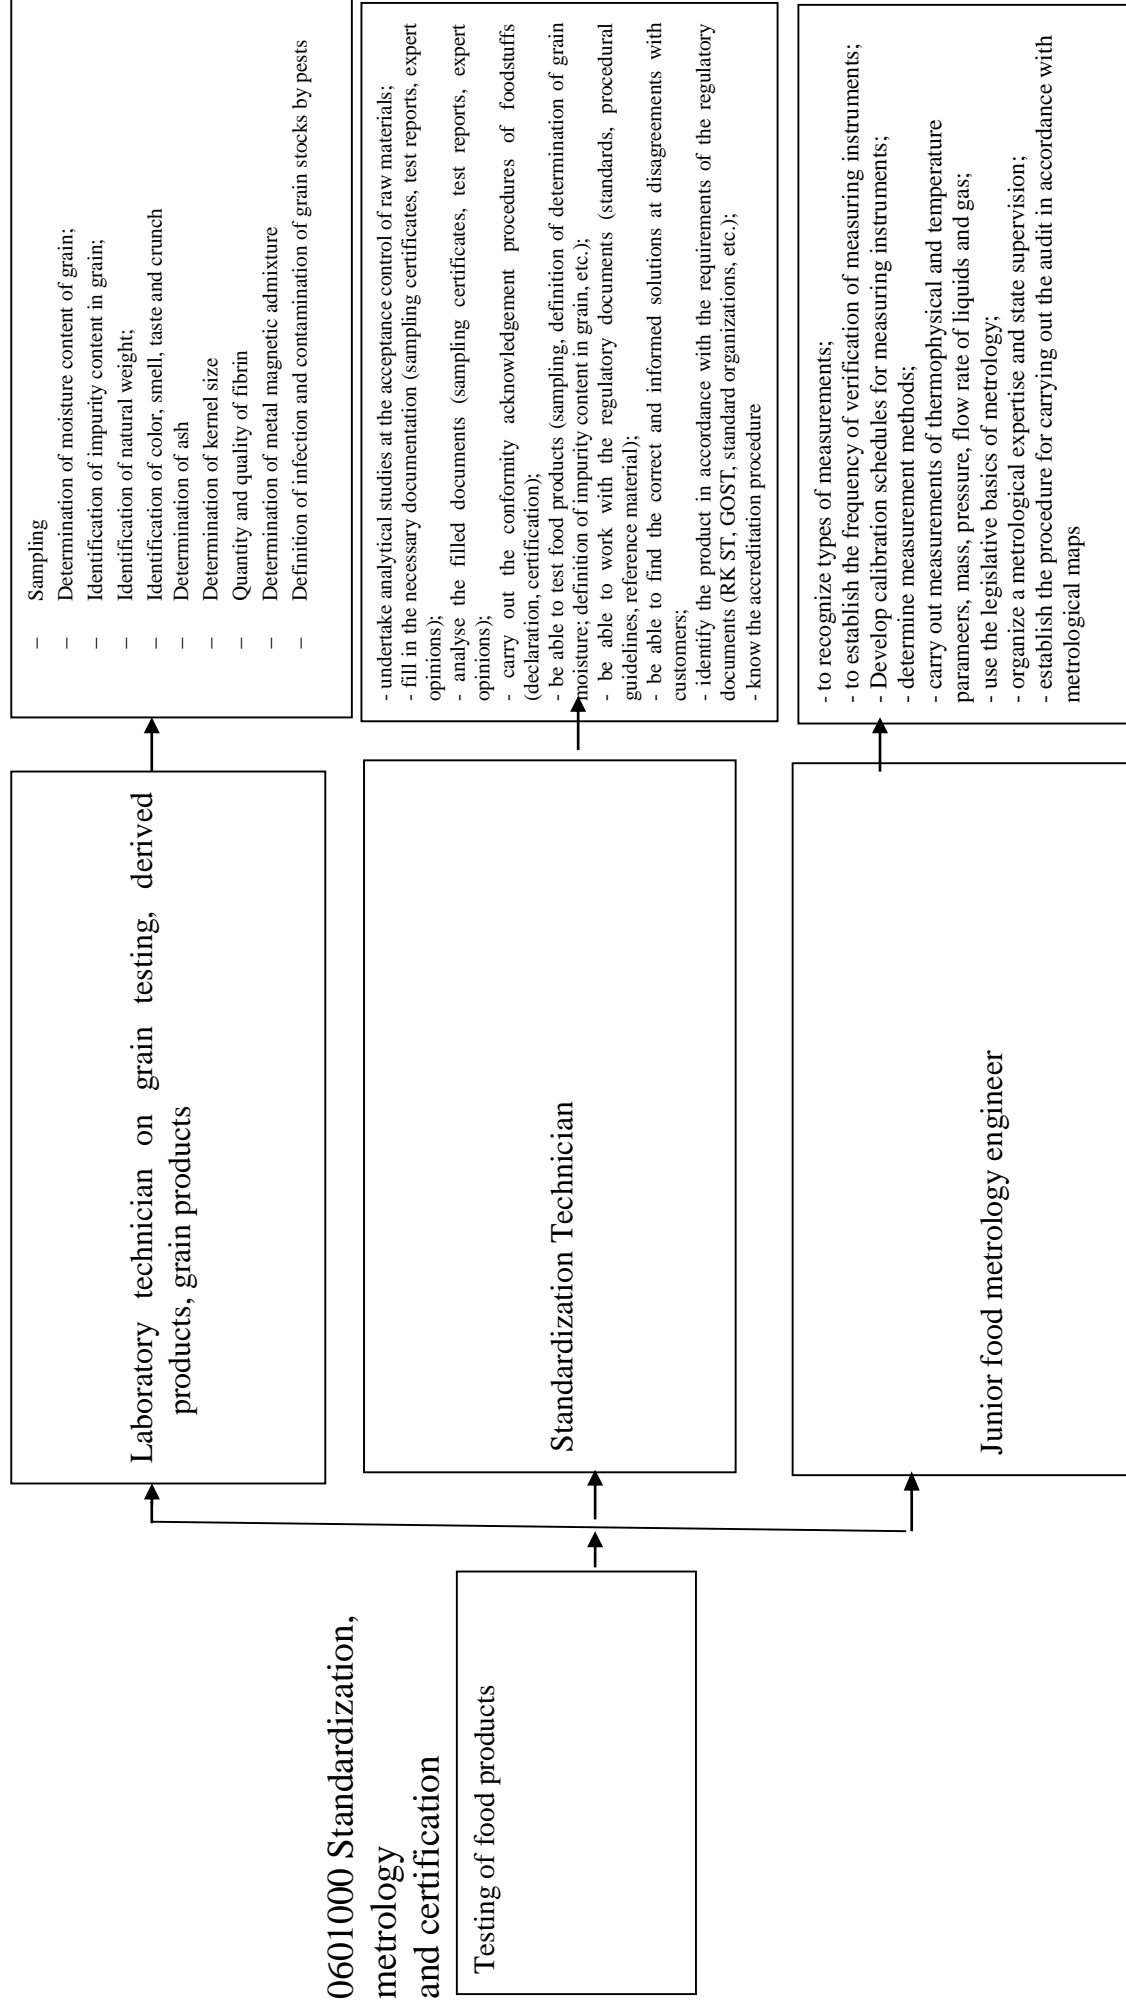 0601000 Standardization,
metrology
and certification
Testing of food products
Laboratory technician on grain testing, derived
products, grain products
Standardization Technician
Junior food metrology engineer
– Sampling
– Determination of moisture content of grain;
– Identification of impurity content in grain;
– Identification of natural weight;
– Identification of color, smell, taste and crunch
– Determination of ash
– Determination of kernel size
– Quantity and quality of fibrin
– Determination of metal magnetic admixture
– Definition of infection and contamination of grain stocks by pests
- undertake analytical studies at the acceptance control of raw materials;
- fill in the necessary documentation (sampling certificates, test reports, expert
opinions);
- analyse the filled documents (sampling certificates, test reports, expert
opinions);
- carry out the conformity acknowledgement procedures of foodstuffs
(declaration, certification);
- be able to test food products (sampling, definition of determination of grain
moisture; definition of impurity content in grain, etc.);
- be able to work with the regulatory documents (standards, procedural
guidelines, reference material);
- be able to find the correct and informed solutions at disagreements with
customers;
- identify the product in accordance with the requirements of the regulatory
documents (RK ST, GOST, standard organizations, etc.);
- know the accreditation procedure
- to recognize types of measurements;
- to establish the frequency of verification of measuring instruments;
- Develop calibration schedules for measuring instruments;
- determine measurement methods;
- carry out measurements of thermophysical and temperature
parameers, mass, pressure, flow rate of liquids and gas;
- use the legislative basics of metrology;
- organize a metrological expertise and state supervision;
- establish the procedure for carrying out the audit in accordance with
metrological maps